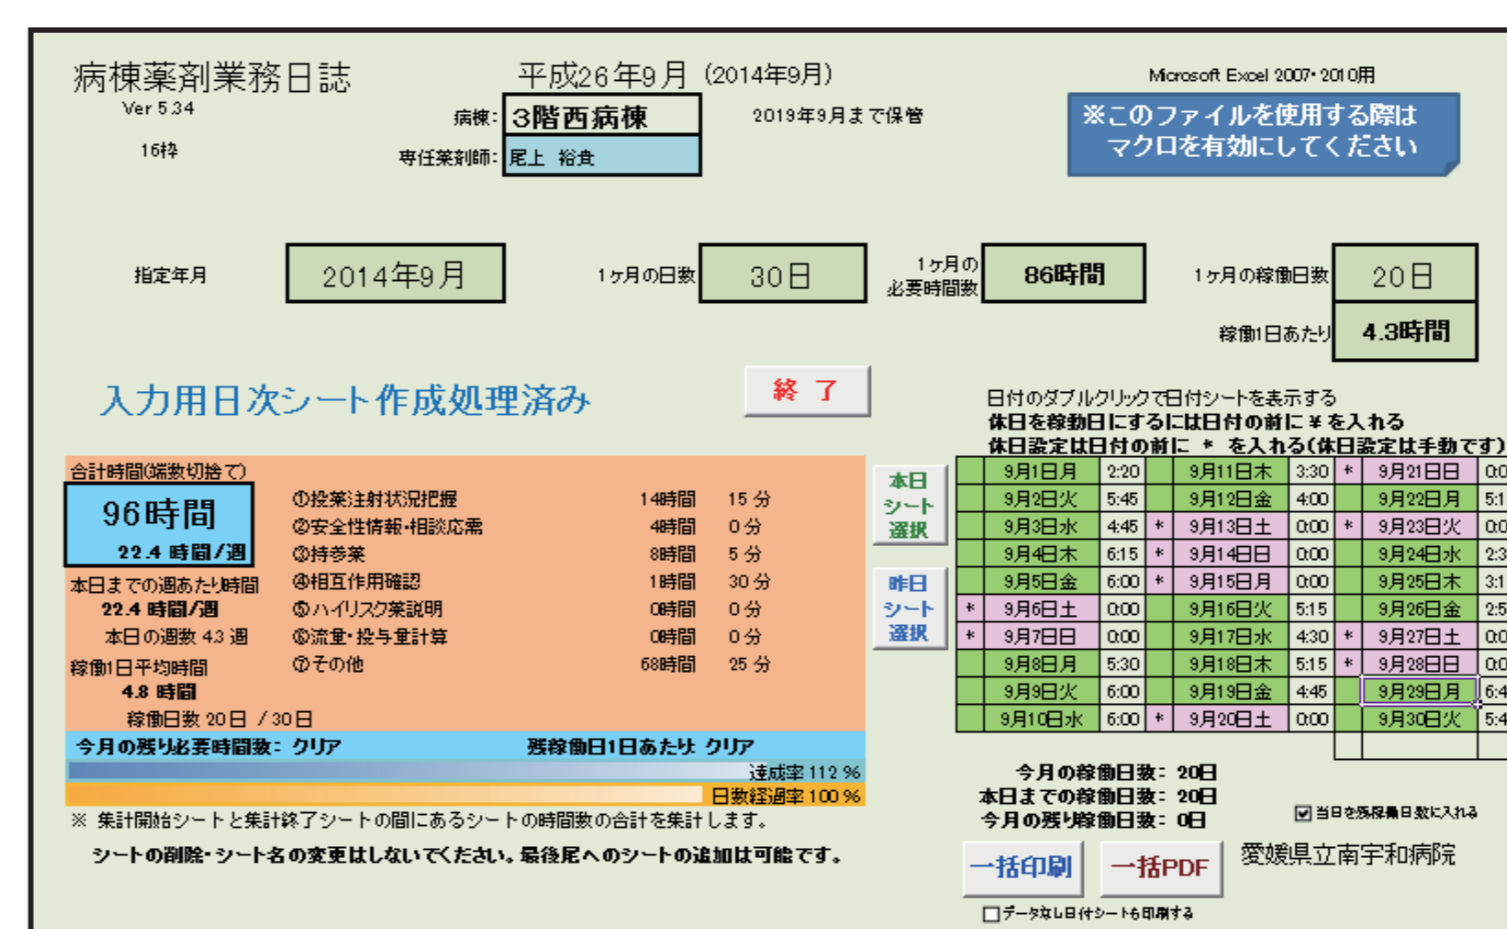 病棟薬剤業務日誌
平成26年9月 (2014年9月)
Microsoft Excel 2007・2010用
Ver 5.34
病棟: 3階西病棟
2019年9月まで保管
※このファイルを使用する際は
マクロを有効にしてください
16枠
専任薬剤師: 尾上 裕貴
指定年月 2014年9月
1ヶ月の日数 30日
1ヶ月の
必要時間数 86時間
1ヶ月の稼働日数 20日
稼働1日あたり 4.3時間
入力用日次シート作成処理済み
終 了
日付のダブルクリックで日付シートを表示する
休日を稼動日にするには日付の前に ¥ を入れる
休日設定は日付の前に * を入れる(休日設定は手動です)
合計時間(端数切捨て)
96時間
22.4 時間/週
本日までの週あたり時間
22.4 時間/週
本日の週数 4.3 週
稼働1日平均時間
4.8 時間
稼働日数 20日 / 30日
①投薬注射状況把握 14時間 15 分
②安全性情報・相談応需 4時間 0 分
③持参薬 8時間 5 分
④相互作用確認 1時間 30 分
⑤ハイリスク薬説明 0時間 0 分
⑥流量・投与量計算 0時間 0 分
⑦その他 68時間 25 分
今月の残り必要時間数: クリア 残稼働日1日あたり: クリア
達成率 112 %
日数経過率 100 %
※ 集計開始シートと集計終了シートの間にあるシートの時間数の合計を集計します。
シートの削除・シート名の変更はしないでください。最後尾へのシートの追加は可能です。
本日
シート
選択
昨日
シート
選択
9月1日月 2:20 9月11日木 3:30 * 9月21日日 0:0
9月2日火 5:45 9月12日金 4:00 9月22日月 5:1
9月3日水 4:45 * 9月13日土 0:00 * 9月23日火 0:0
9月4日木 6:15 * 9月14日日 0:00 9月24日水 2:3
9月5日金 6:00 * 9月15日月 0:00 9月25日木 3:1
* 9月6日土 0:00 9月16日火 5:15 9月26日金 2:5
* 9月7日日 0:00 9月17日水 4:30 * 9月27日土 0:0
9月8日月 5:30 9月18日木 5:15 * 9月28日日 0:0
9月9日火 6:00 9月19日金 4:45 9月29日月 6:4
9月10日水 6:00 * 9月20日土 0:00 9月30日火 5:4
今月の稼働日数: 20日
本日までの稼働日数: 20日
今月の残り稼働日数: 0日
当日を残稼働日数に入れる
一括印刷
一括PDF
愛媛県立南宇和病院
データなし日付シートも印刷する